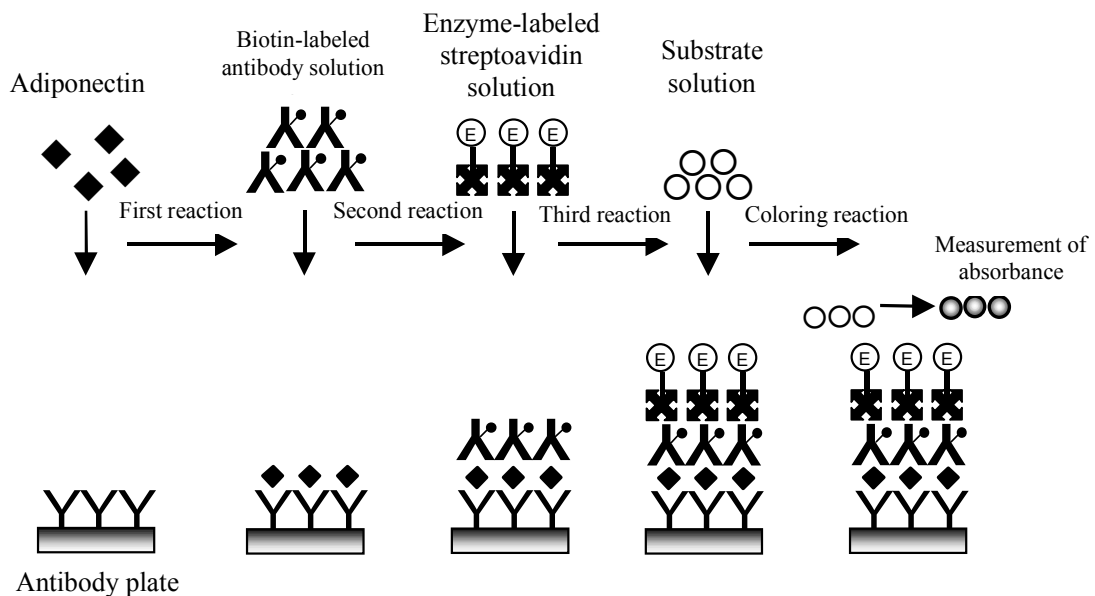 Adiponectin
Biotin-labeled
antibody solution
Enzyme-labeled
streptoavidin
solution
Substrate
solution
E E E
First reaction
Second reaction
Third reaction
Coloring reaction
Measurement of
absorbance
E E E
E E E
Antibody plate